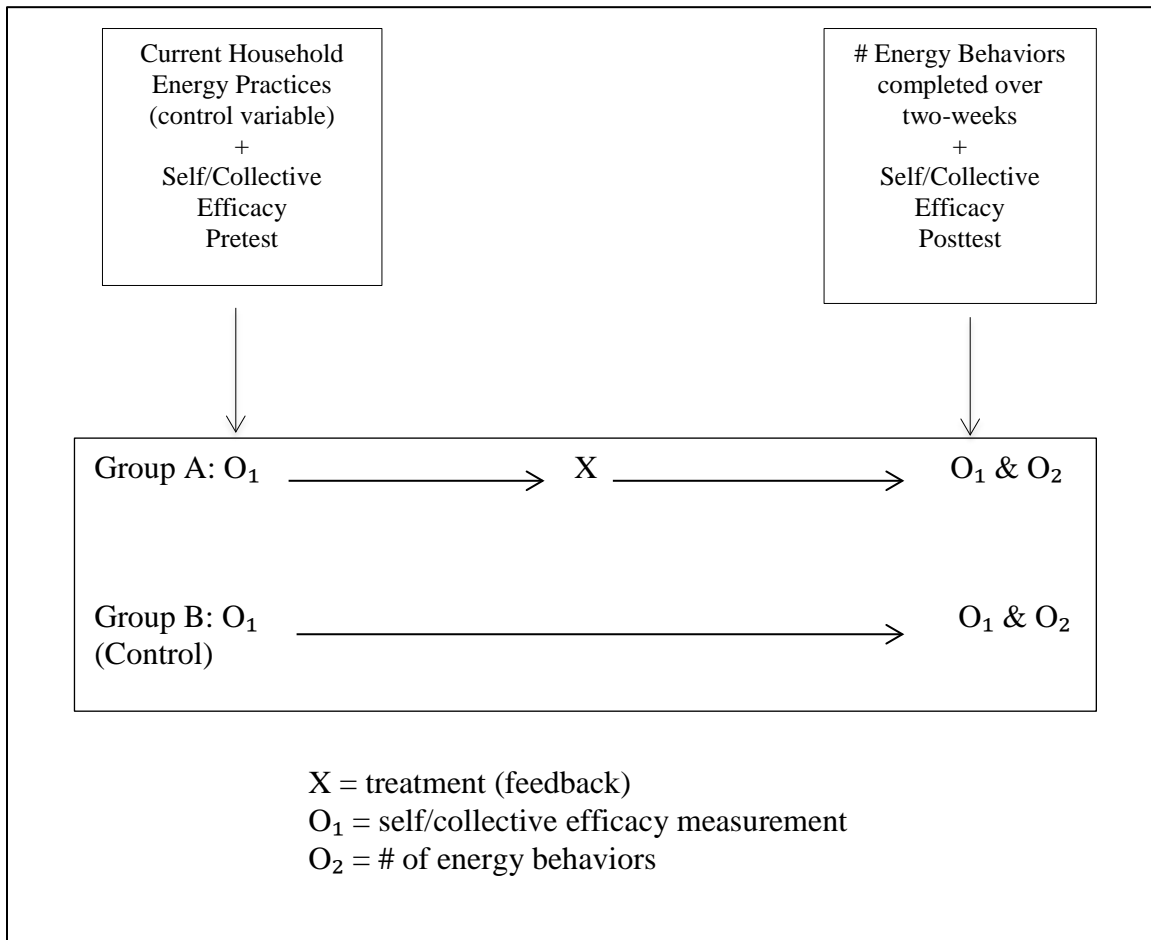 Current Household
Energy Practices
(control variable)
+
Self/Collective
Efficacy
Pretest
# Energy Behaviors
completed over
two-weeks
+
Self/Collective
Efficacy
Posttest
Group A: O₁ X O₁ & O₂
Group B: O₁ O₁ & O₂
(Control)
X = treatment (feedback)
O₁ = self/collective efficacy measurement
O₂ = # of energy behaviors